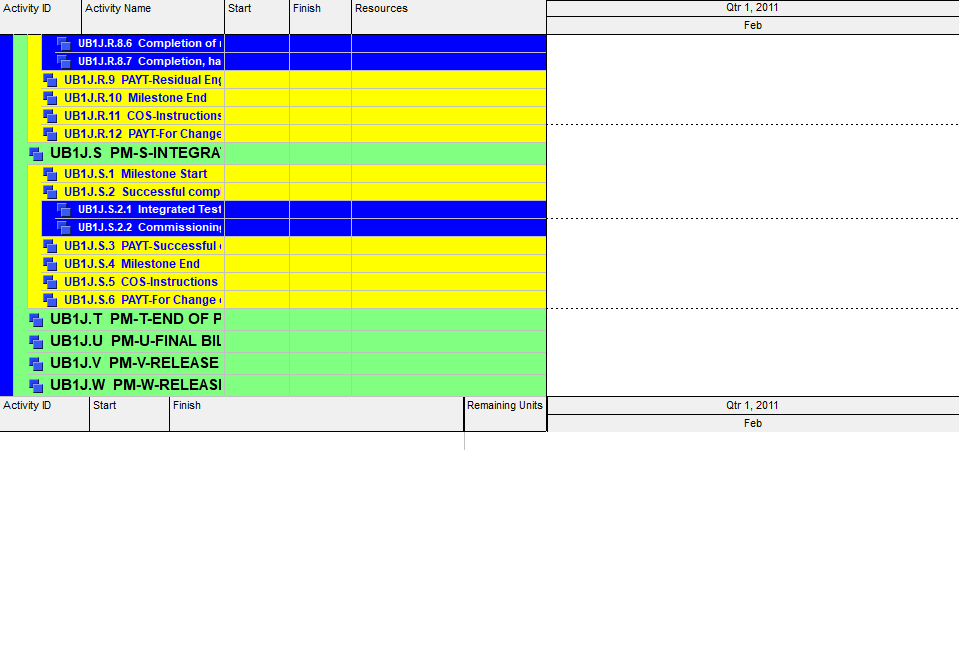 Activity ID Activity Name Start Finish Resources Qtr 1, 2011
Feb
UB1J.R.8.6 Completion of
UB1J.R.8.7 Completion, ha
UB1J.R.9 PAYT-Residual Eng
UB1J.R.10 Milestone End
UB1J.R.11 COS-Instructions
UB1J.R.12 PAYT-For Change
UB1J.S PM-S-INTEGRA
UB1J.S.1 Milestone Start
UB1J.S.2 Successful comp
UB1J.S.2.1 Integrated Test
UB1J.S.2.2 Commissioning
UB1J.S.3 PAYT-Successful
UB1J.S.4 Milestone End
UB1J.S.5 COS-Instructions
UB1J.S.6 PAYT-For Change
UB1J.T PM-T-END OF P
UB1J.U PM-U-FINAL BIL
UB1J.V PM-V-RELEASE
UB1J.W PM-W-RELEASE
Activity ID Start Finish Remaining Units Qtr 1, 2011
Feb